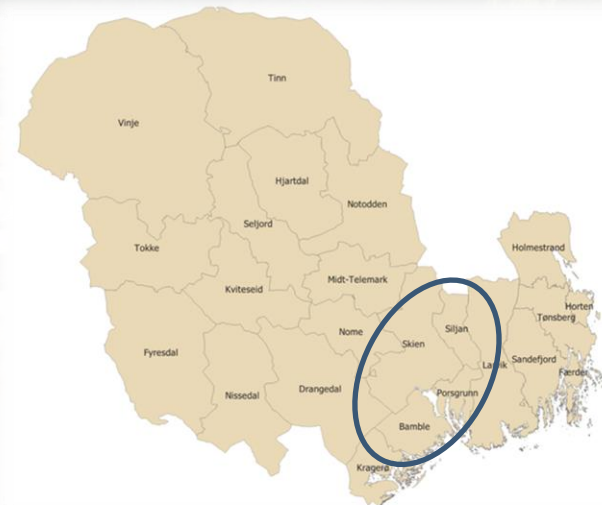 Tinn
Vinje
Hjartdal
Notodden
Seljord
Tokke
Holmestrand
Midt-Telemark
Kviteseid
Horten
Tønsberg
Siljan
Nome
Skien
Fyresdal
Sandefjord
Larvik
Færder
Drangedal
Nissedal
Porsgrunn
Bamble
Kragerø